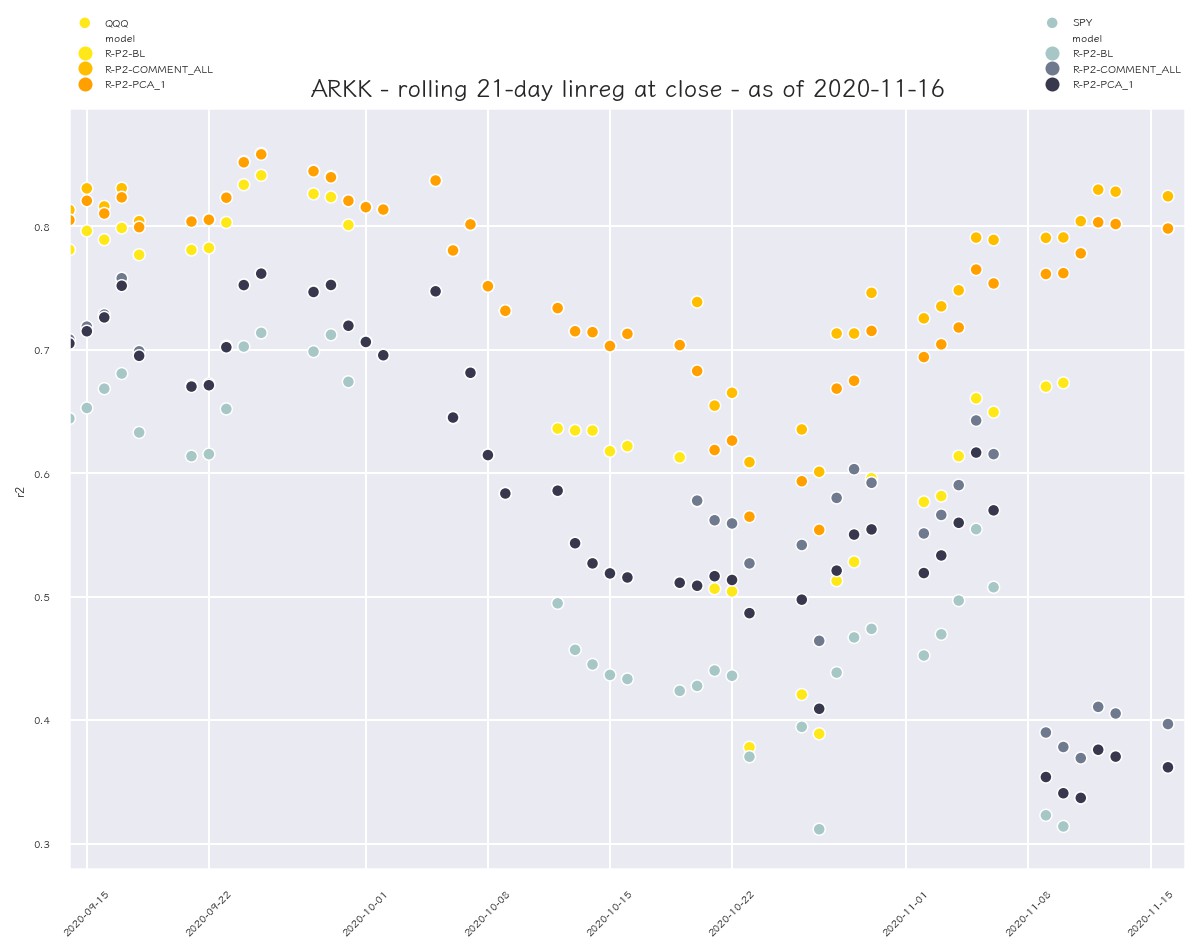 QQQ
model
R-P2-BL
R-P2-COMMENT_ALL
R-P2-PCA_1
SPY
model
R-P2-BL
R-P2-COMMENT_ALL
R-P2-PCA_1
ARKK - rolling 21-day linreg at close - as of 2020-11-16
r2
0.8
0.7
0.6
0.5
0.4
0.3
2020-09-15
2020-09-22
2020-10-01
2020-10-08
2020-10-15
2020-10-22
2020-11-01
2020-11-08
2020-11-15